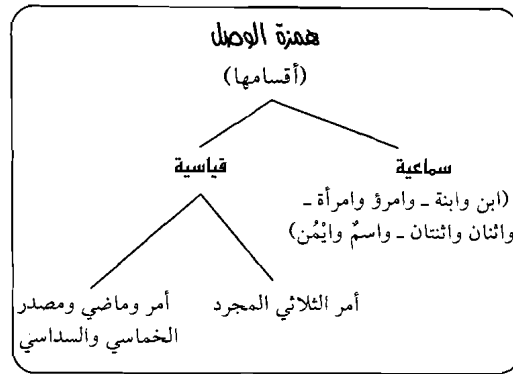 همزة الوصل
(أقسامها)
سماعية
(ابن وابنة ـ وامرؤ وامرأة ـ
واثنان واثنتان ـ واسمٌ وايْمُن)
قياسية
أمر الثلاثي المجرد
أمر وماضي ومصدر
الخماسي والسداسي